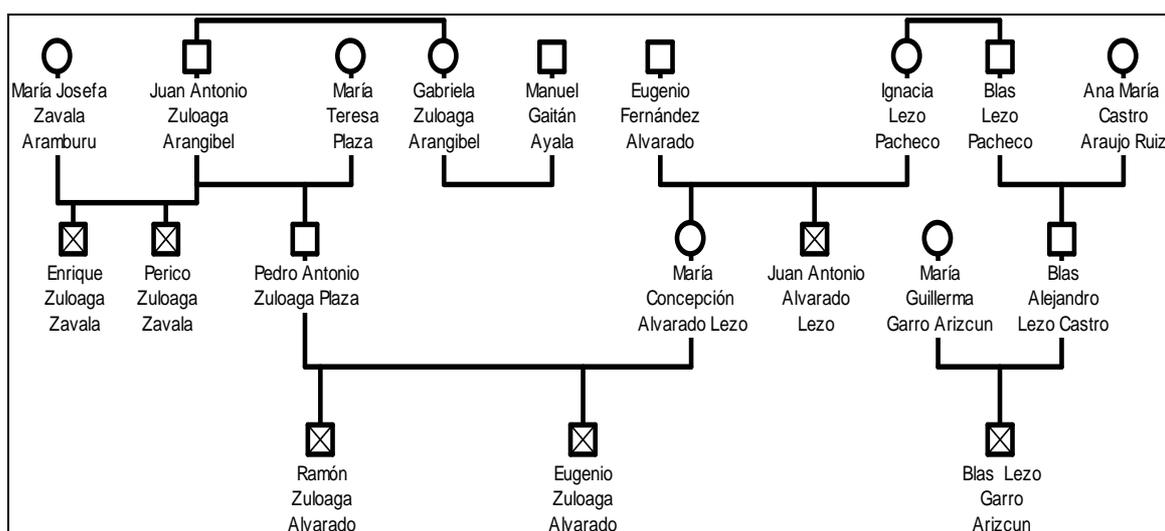 María Josefa
Zavala
Aramburu
Juan Antonio
Zuloaga
Arangibel
María
Teresa
Plaza
Gabriela
Zuloaga
Arangibel
Manuel
Gaitán
Ayala
Eugenio
Fernández
Alvarado
Ignacia
Lezo
Pacheco
Blas
Lezo
Pacheco
Ana María
Castro
Araujo Ruiz
Enrique
Zuloaga
Zavala
Perico
Zuloaga
Zavala
Pedro Antonio
Zuloaga Plaza
María
Concepción
Alvarado Lezo
Juan Antonio
Alvarado
Lezo
María
Guillerma
Garro Arizcun
Blas
Alejandro
Lezo Castro
Ramón
Zuloaga
Alvarado
Eugenio
Zuloaga
Alvarado
Blas Lezo
Garro
Arizcun